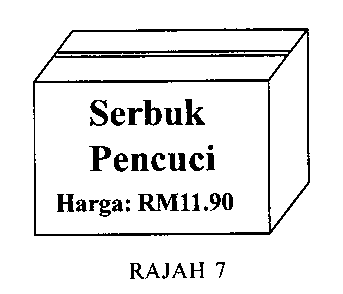 Serbuk
Pencuci
Harga: RM11.90
RAJAH 7